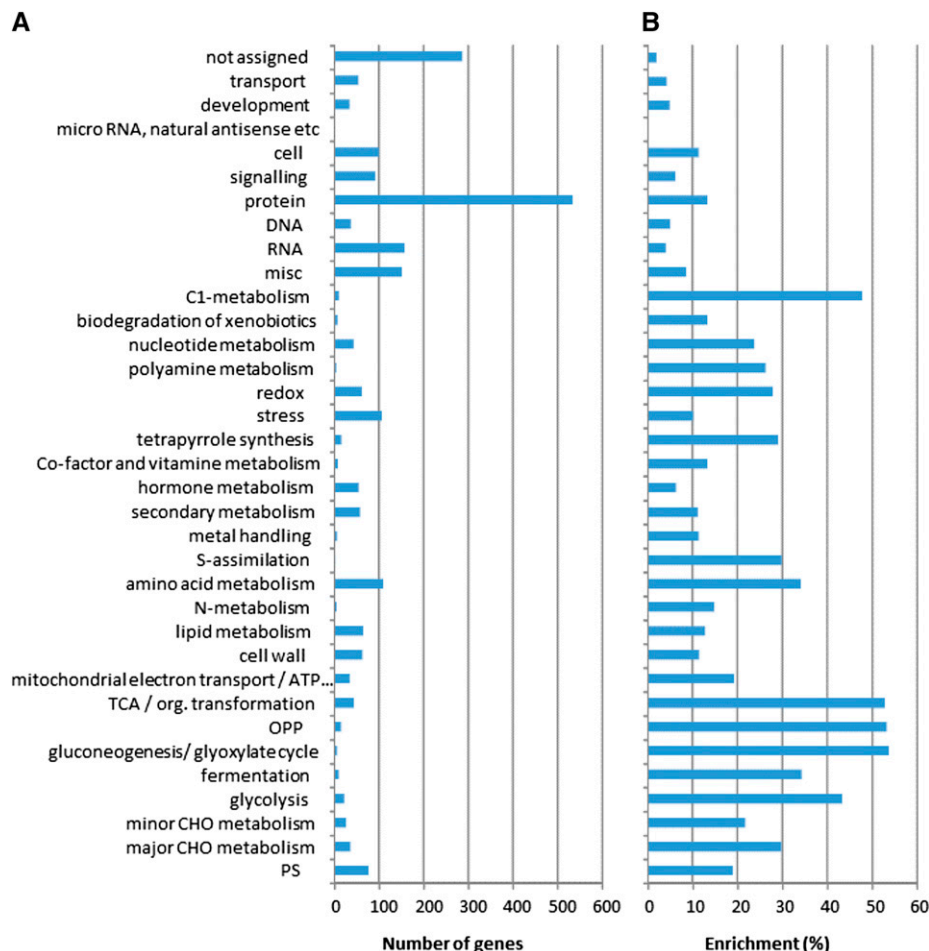 A
B
not assigned
transport
development
micro RNA, natural antisense etc
cell
signalling
protein
DNA
RNA
misc
C1-metabolism
biodegradation of xenobiotics
nucleotide metabolism
polyamine metabolism
redox
stress
tetrapyrrole synthesis
Co-factor and vitamine metabolism
hormone metabolism
secondary metabolism
metal handling
S-assimilation
amino acid metabolism
N-metabolism
lipid metabolism
cell wall
mitochondrial electron transport / ATP...
TCA / org. transformation
OPP
gluconeogenesis/ glyoxylate cycle
fermentation
glycolysis
minor CHO metabolism
major CHO metabolism
PS
0 100 200 300 400 500 600
0 10 20 30 40 50 60
Number of genes
Enrichment (%)